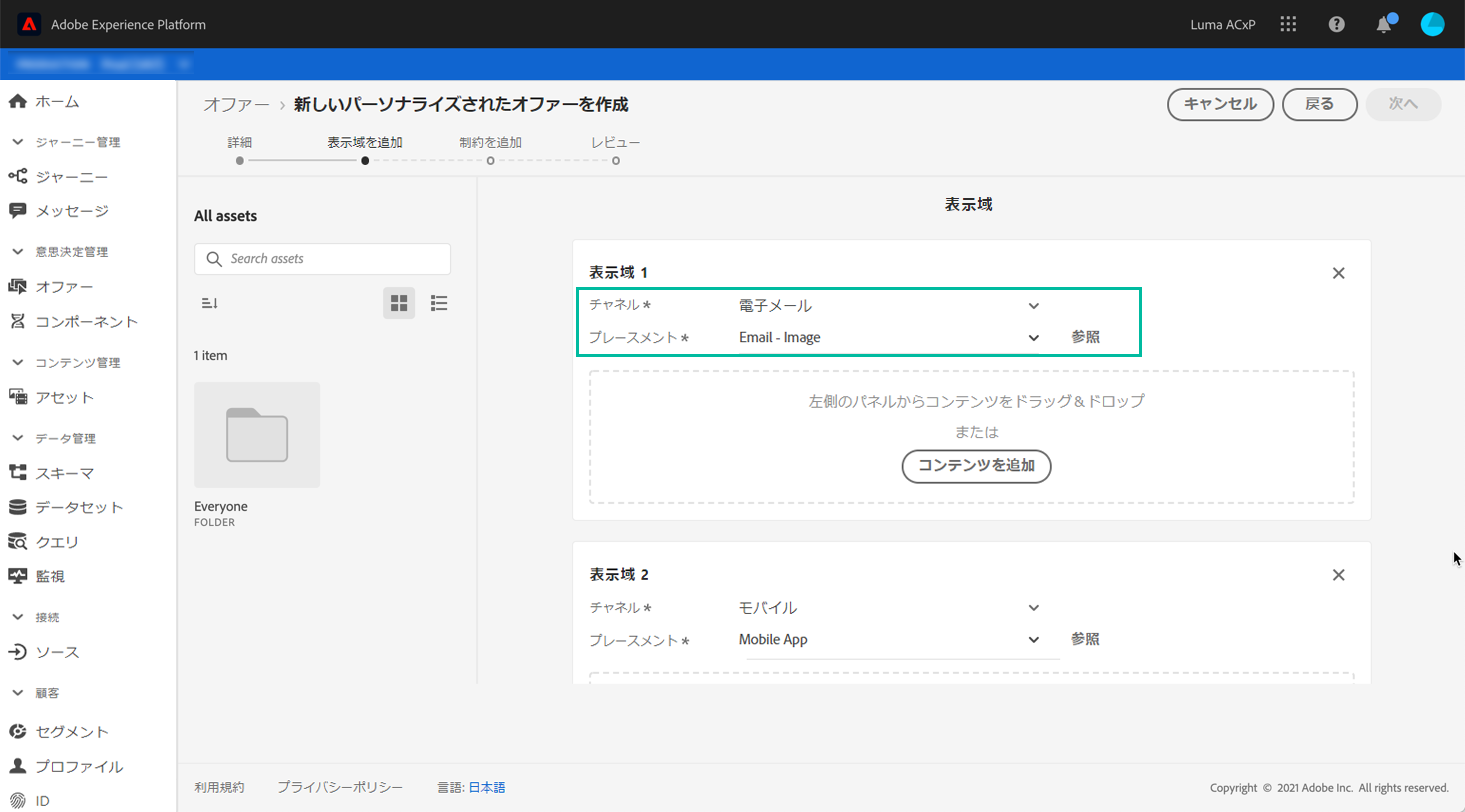 Adobe Experience Platform
Luma ACxP
ホーム
ジャーニー管理
ジャーニー
メッセージ
意思決定管理
オファー
コンポーネント
コンテンツ管理
アセット
データ管理
スキーマ
データセット
クエリ
監視
接続
ソース
顧客
セグメント
プロファイル
ID
オファー › 新しいパーソナライズされたオファーを作成
キャンセル 戻る 次へ
詳細 表示域を追加 制約を追加 レビュー
All assets
Search assets
1 item
Everyone
FOLDER
表示域
表示域 1
チャネル * 電子メール
プレースメント * Email - Image 参照
左側のパネルからコンテンツをドラッグ＆ドロップ
または
コンテンツを追加
表示域 2
チャネル * モバイル
プレースメント * Mobile App 参照
利用規約 プライバシーポリシー 言語: 日本語
Copyright © 2021 Adobe Inc. All rights reserved.